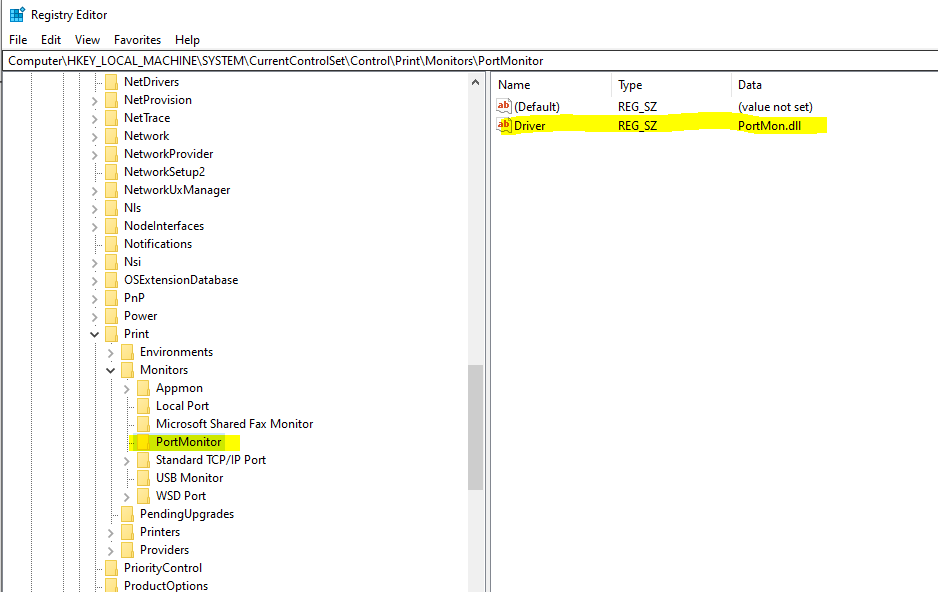 Registry Editor
File Edit View Favorites Help
Computer\HKEY_LOCAL_MACHINE\SYSTEM\CurrentControlSet\Control\Print\Monitors\PortMonitor
NetDrivers
NetProvision
NetTrace
Network
NetworkProvider
NetworkSetup2
NetworkUxManager
Nls
NodeInterfaces
Notifications
Nsi
OSExtensionDatabase
PnP
Power
Print
Environments
Monitors
Appmon
Local Port
Microsoft Shared Fax Monitor
PortMonitor
Standard TCP/IP Port
USB Monitor
WSD Port
PendingUpgrades
Printers
Providers
PriorityControl
ProductOptions
Name Type Data
ab (Default) REG_SZ (value not set)
ab Driver REG_SZ PortMon.dll